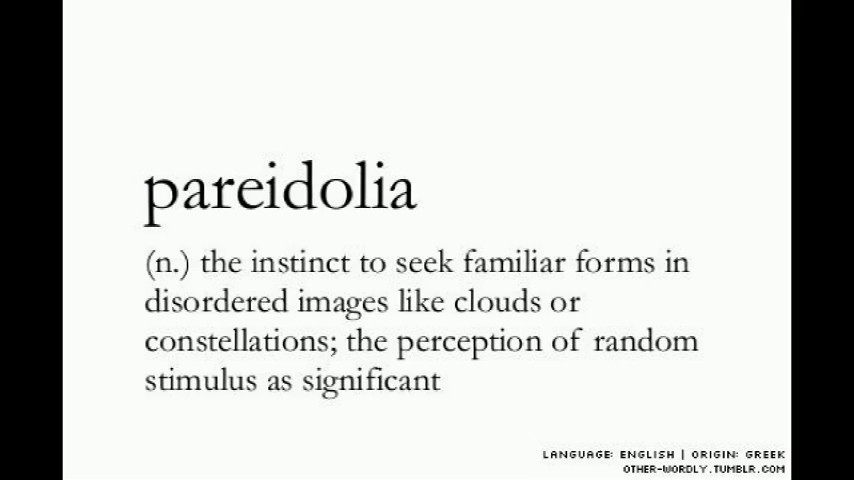 pareidolia
(n.) the instinct to seek familiar forms in
disordered images like clouds or
constellations; the perception of random
stimulus as significant
LANGUAGE: ENGLISH | ORIGIN: GREEK
OTHER-WORDLY.TUMBLR.COM